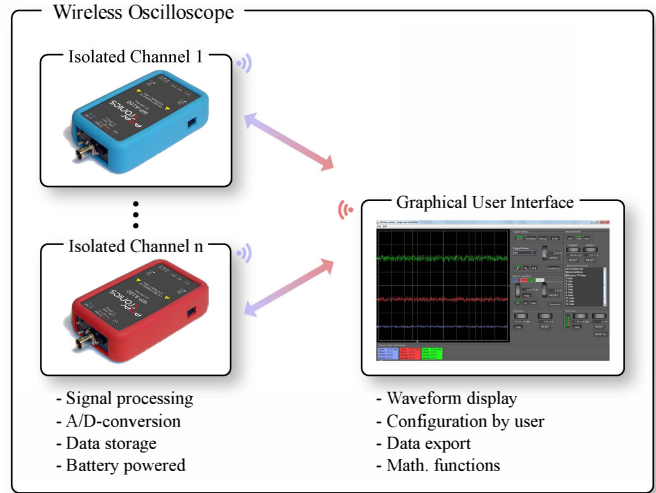 Wireless Oscilloscope
Isolated Channel 1
Isolated Channel n
- Signal processing
- A/D-conversion
- Data storage
- Battery powered
Graphical User Interface
- Waveform display
- Configuration by user
- Data export
- Math. functions